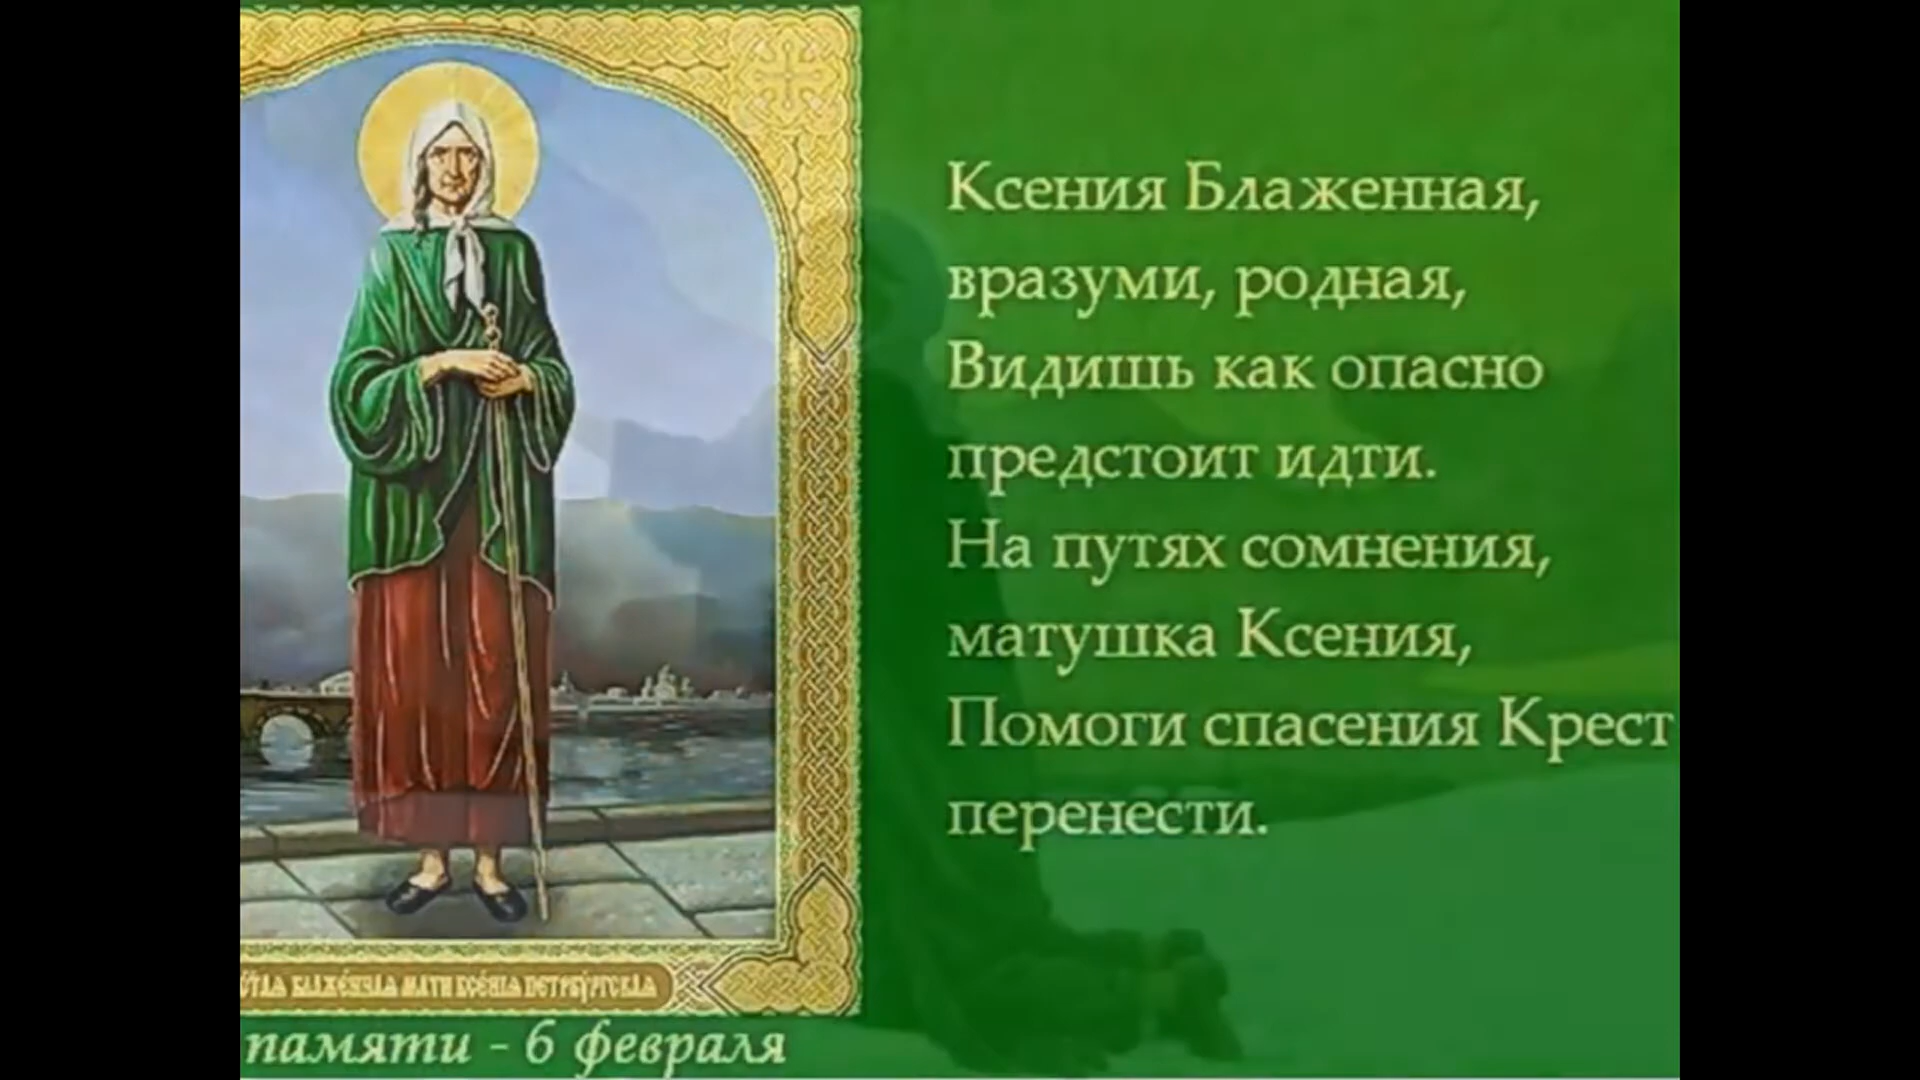 Ксения Блаженная,
вразуми, родная,
Видишь как опасно
предстоит идти.
На путях сомнения,
матушка Ксения,
Помоги спасения Крест
перенести.
памяти - 6 февраля